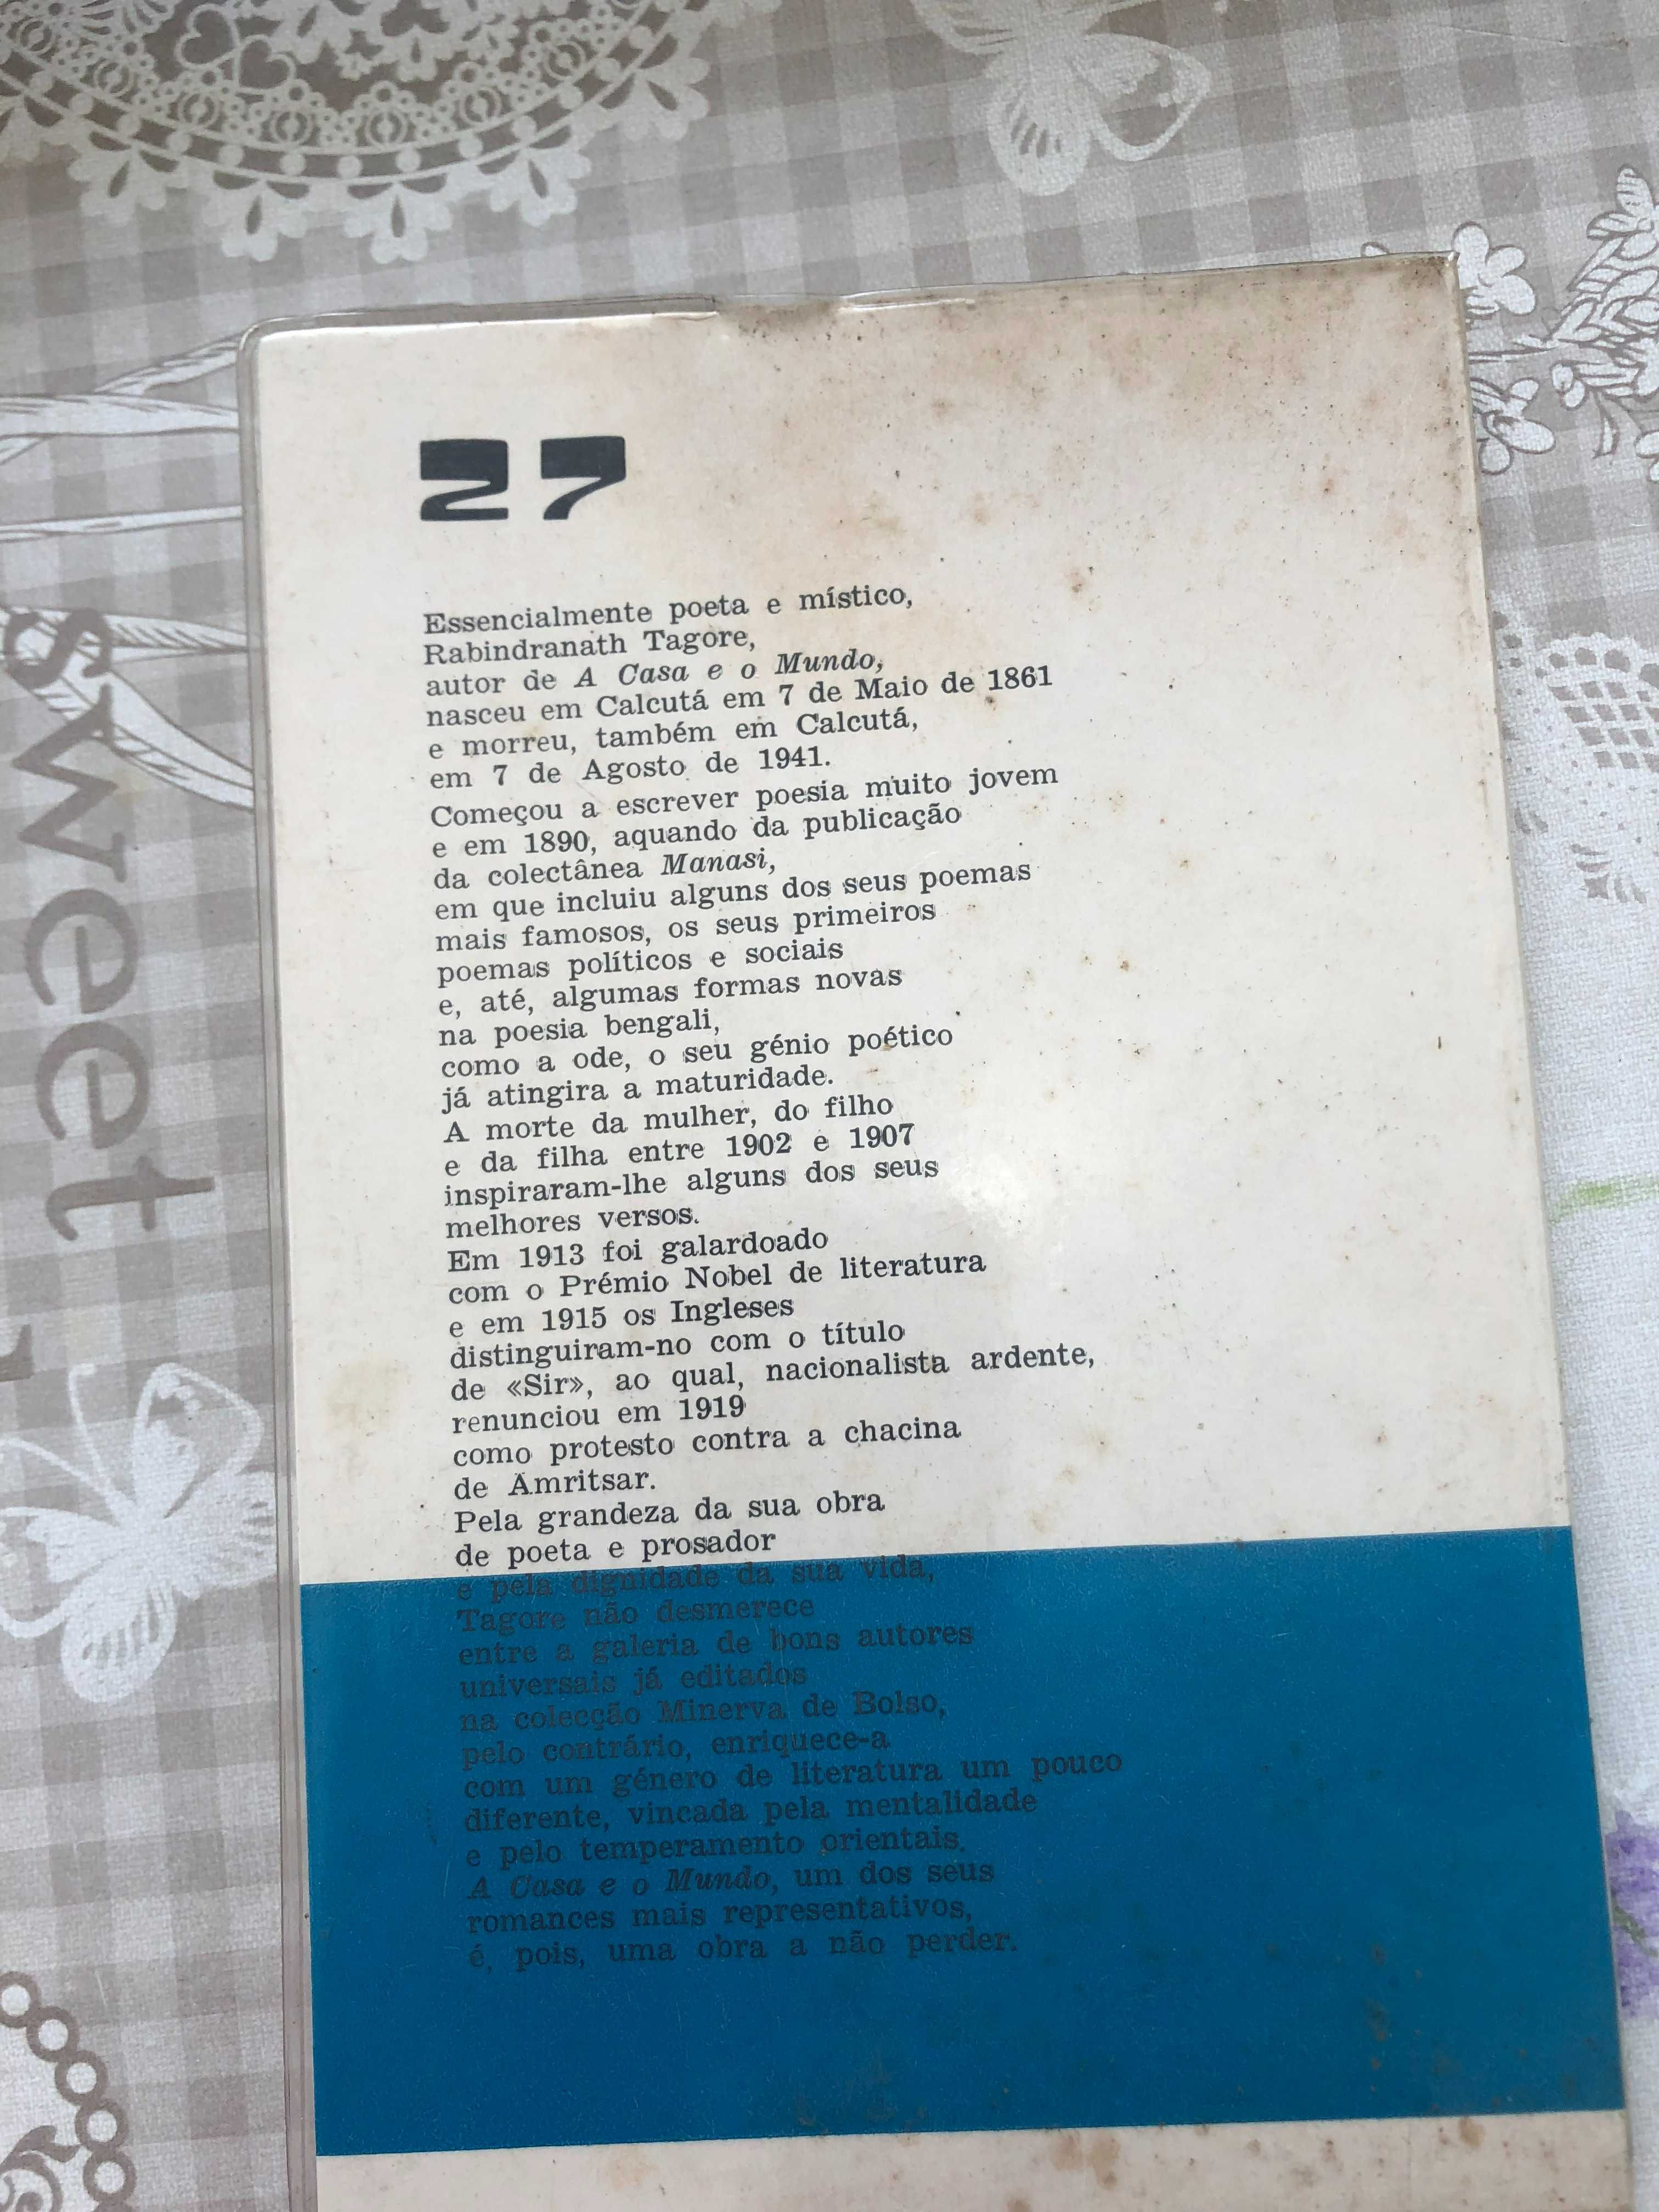 27
Essencialmente poeta e místico,
Rabindranath Tagore,
autor de A Casa e o Mundo,
nasceu em Calcutá em 7 de Maio de 1861
e morreu, também em Calcutá,
em 7 de Agosto de 1941.
Começou a escrever poesia muito jovem
e em 1890, aquando da publicação
da colectânea Manasi,
em que incluiu alguns dos seus poemas
mais famosos, os seus primeiros
poemas políticos e sociais
e, até, algumas formas novas
na poesia bengali,
como a ode, o seu génio poético
já atingira a maturidade.
A morte da mulher, do filho
e da filha entre 1902 e 1907
inspiraram-lhe alguns dos seus
melhores versos.
Em 1913 foi galardoado
com o Prémio Nobel de literatura
e em 1915 os Ingleses
distinguiram-no com o título
de «Sir», ao qual, nacionalista ardente,
renunciou em 1919
como protesto contra a chacina
de Amritsar.
Pela grandeza da sua obra
de poeta e prosador
e pela dignidade da sua vida,
Tagore não desmerece
entre a galeria de bons autores
universais já editados
na colecção Minerva de Bolso,
pelo contrário, enriquece-a
com um género de literatura um pouco
diferente, vincada pela mentalidade
e pelo temperamento orientais.
A Casa e o Mundo, um dos seus
romances mais representativos,
é, pois, uma obra a não perder.
sweet